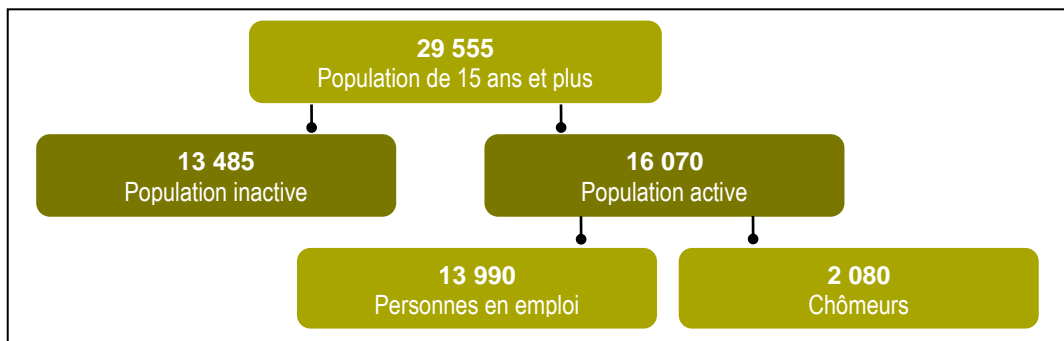 29 555
Population de 15 ans et plus
13 485
Population inactive
16 070
Population active
13 990
Personnes en emploi
2 080
Chômeurs